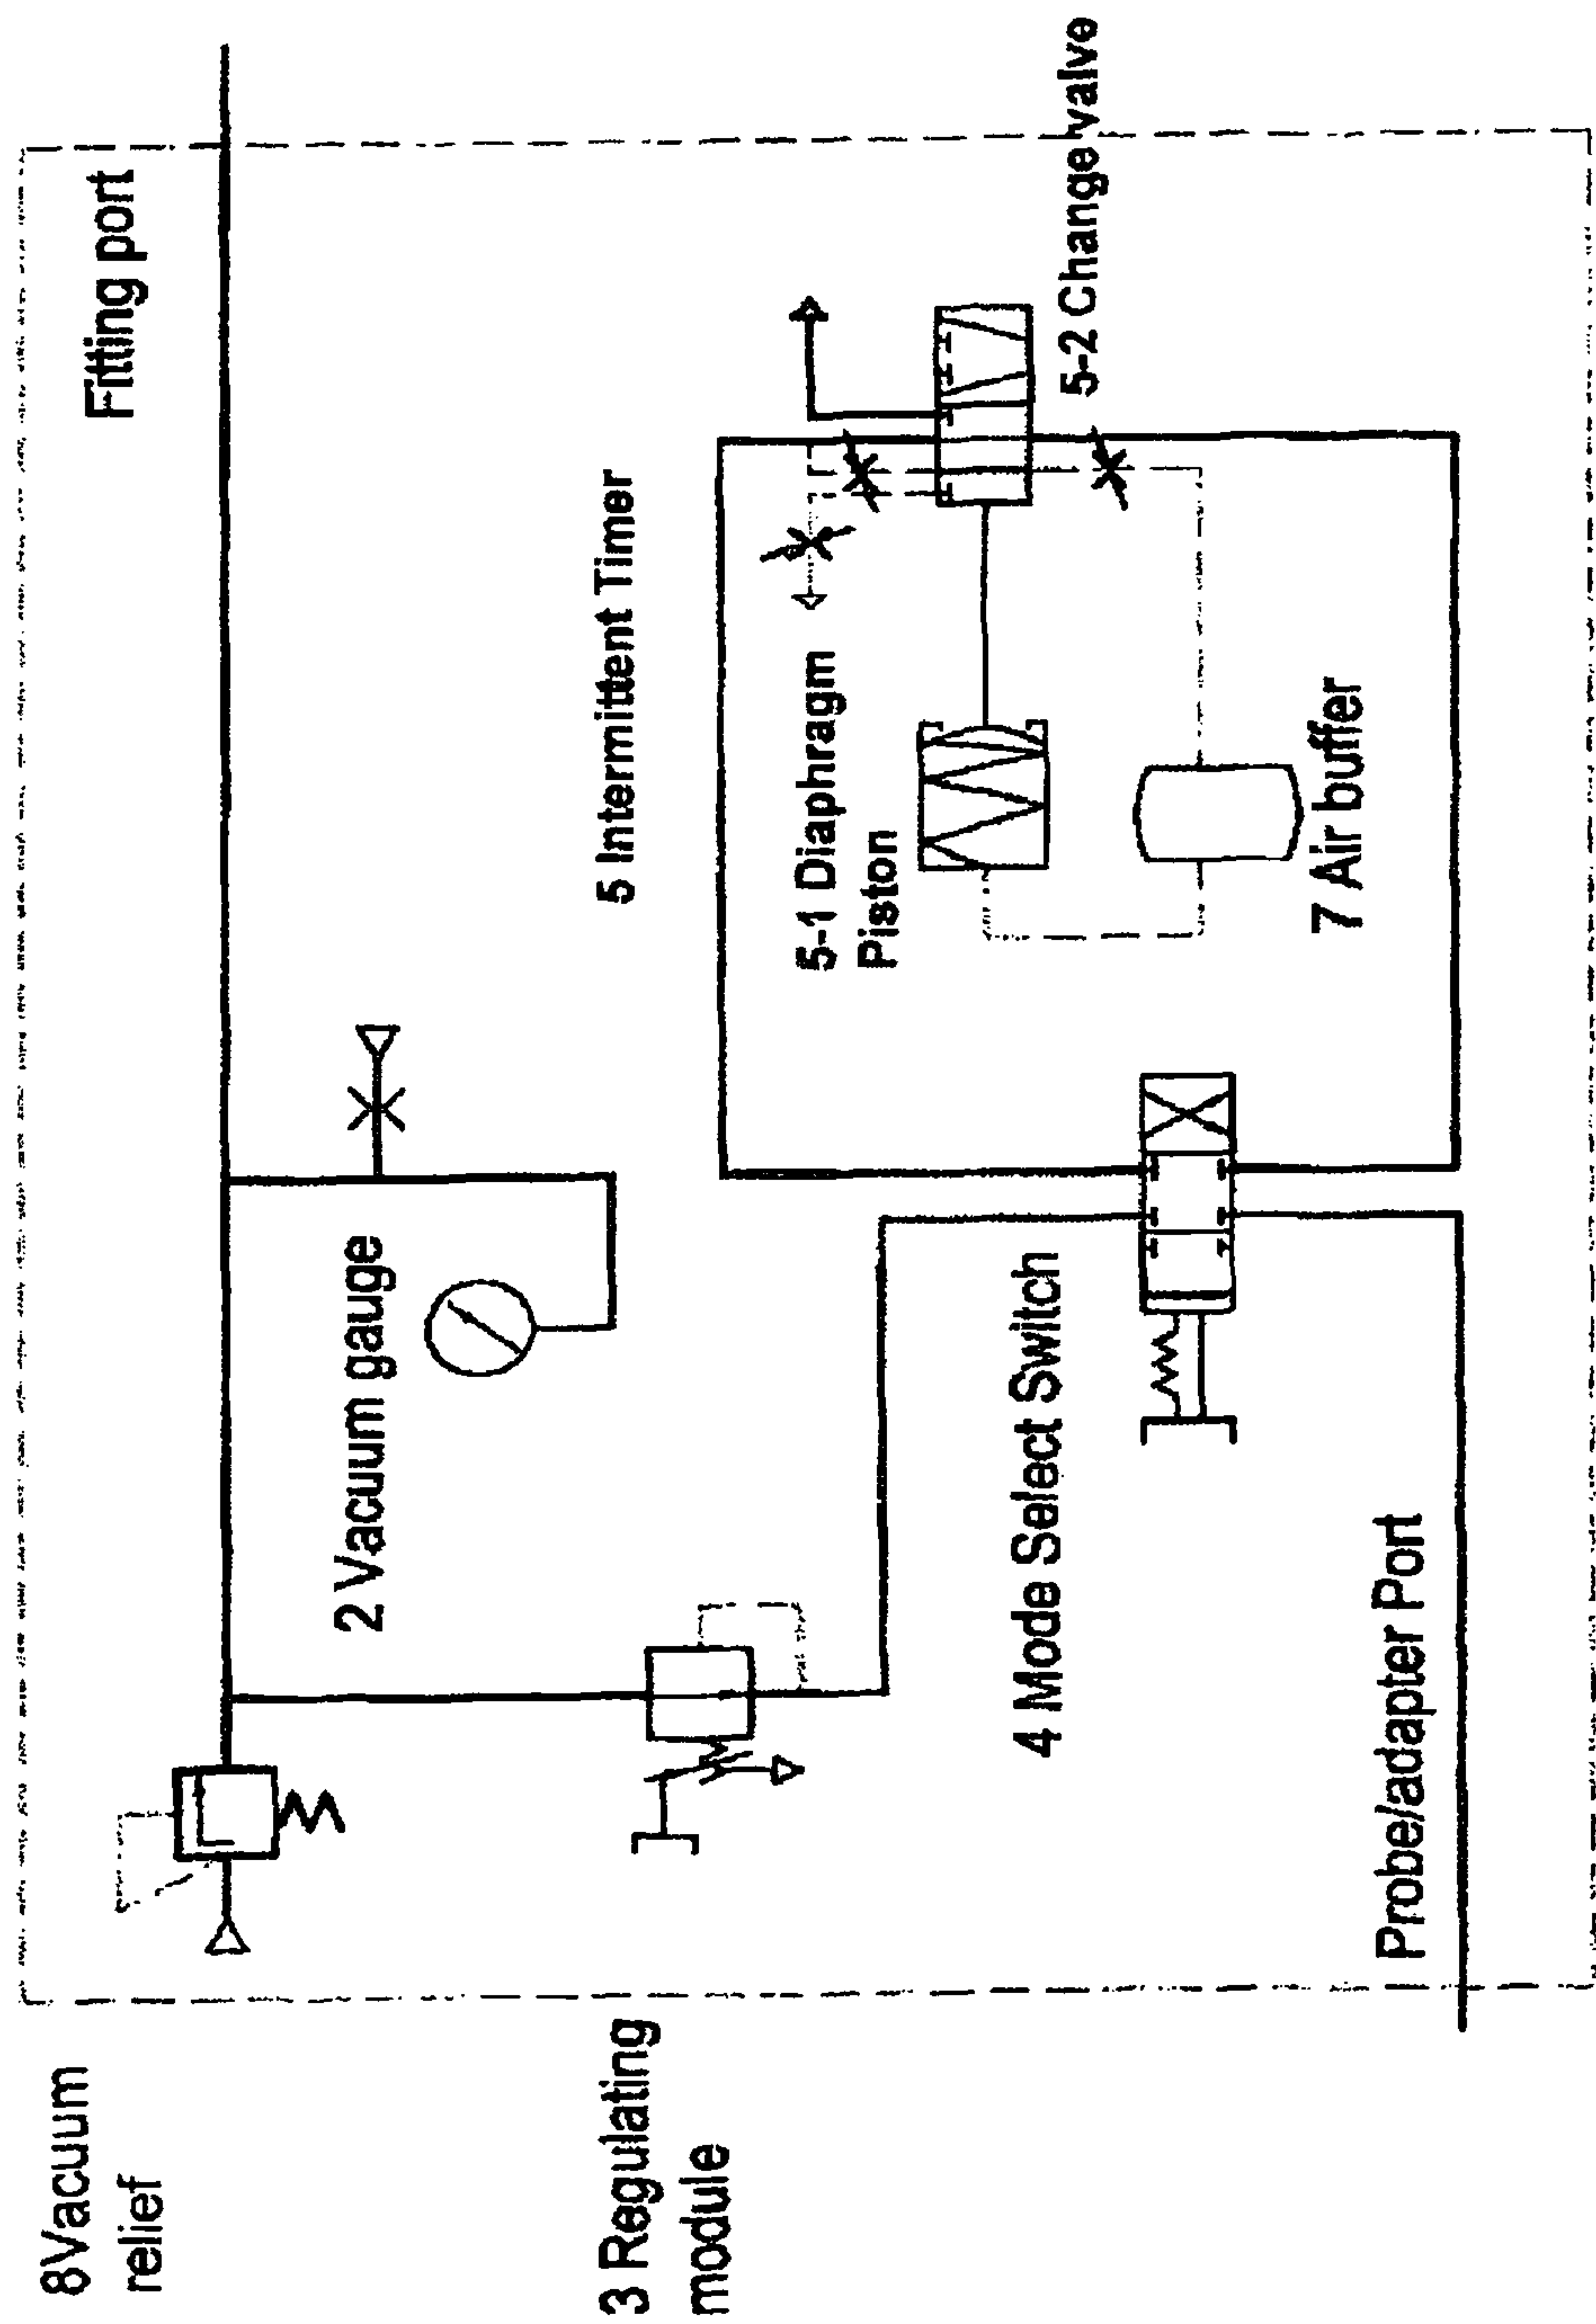 8Vacuum
relief
Fitting port
2 Vacuum gauge
3 Regulating
module
5 Intermittent Timer
5-1 Diaphragm
Piston
4 Mode Select Switch
5-2 Change valve
7 Air buffer
Probe/adapter Port